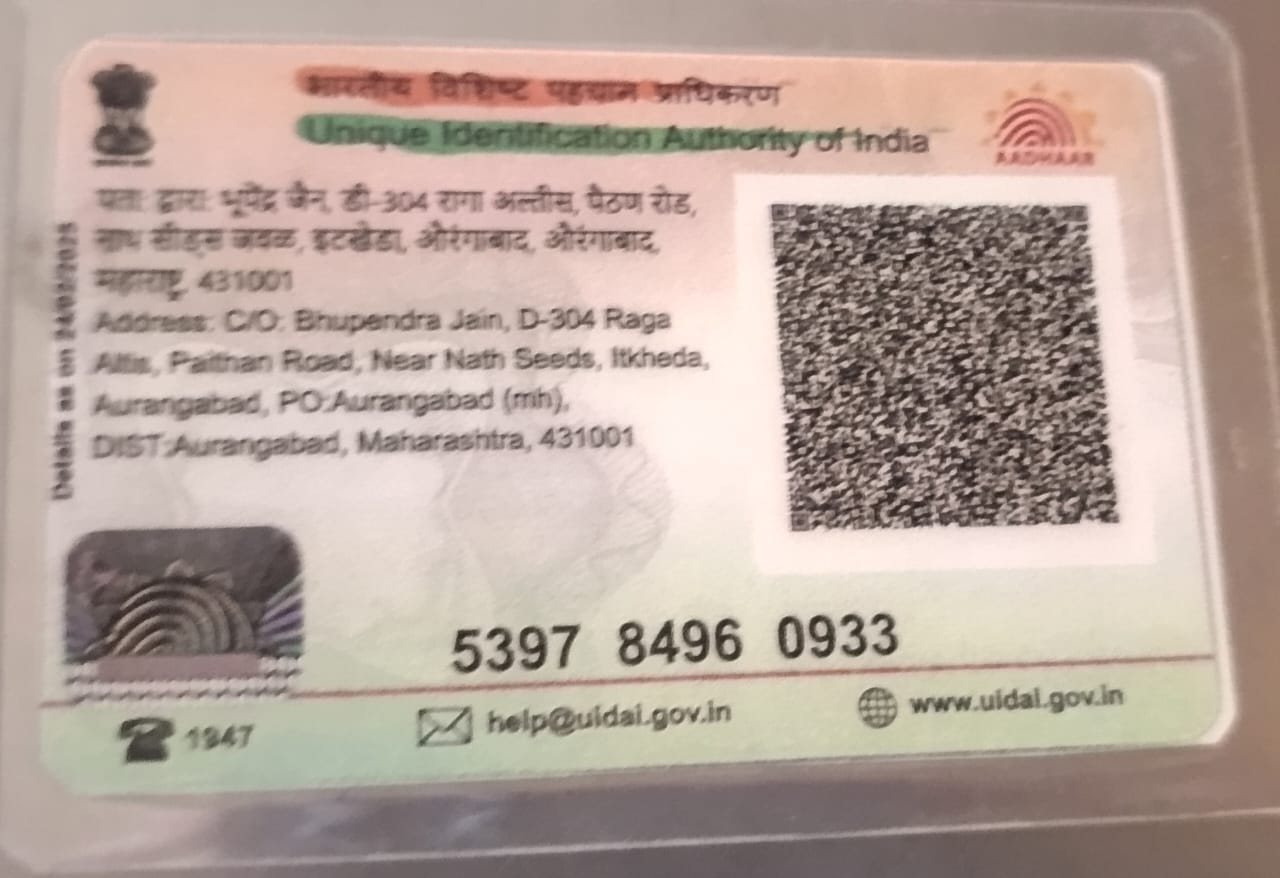 भारतीय विशिष्ट पहचान प्राधिकरण
Unique Identification Authority of India
AADHAAR
पता: द्वारा: भूपेंद्र जैन, डी-304 रागा अल्तीस, पैठण रोड,
नाथ सीड्स जवळ, इटखेडा, औरंगाबाद, औरंगाबाद,
महाराष्ट्र, 431001
Address: C/O: Bhupendra Jain, D-304 Raga
Altis, Paithan Road, Near Nath Seeds, Itkheda,
Aurangabad, PO:Aurangabad (mh),
DIST:Aurangabad, Maharashtra, 431001
Details as on
5397 8496 0933
1947
help@uidai.gov.in
www.uidai.gov.in